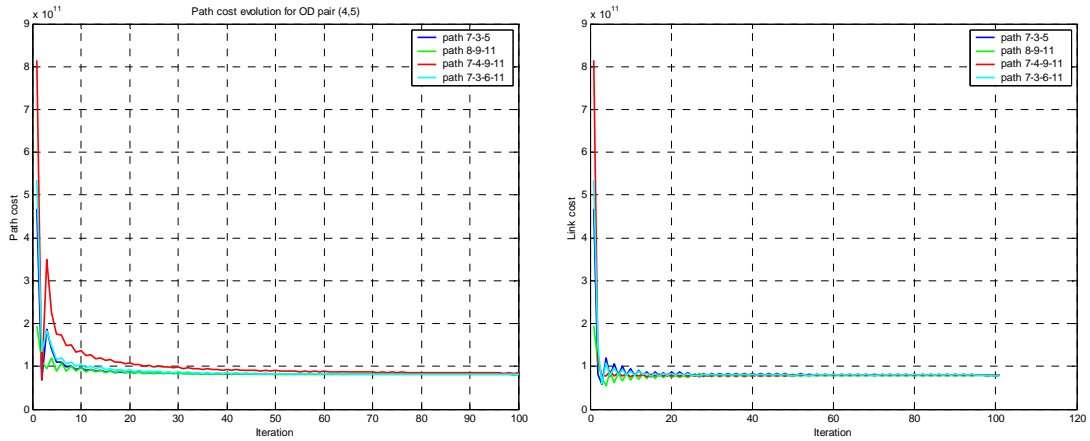 Path cost evolution for OD pair (4,5)
x 10^11
9
8
7
6
5
4
3
2
1
0
0 10 20 30 40 50 60 70 80 90 100
Path cost
Iteration
path 7-3-5
path 8-9-11
path 7-4-9-11
path 7-3-6-11
x 10^11
9
8
7
6
5
4
3
2
1
0
0 20 40 60 80 100 120
Link cost
Iteration
path 7-3-5
path 8-9-11
path 7-4-9-11
path 7-3-6-11